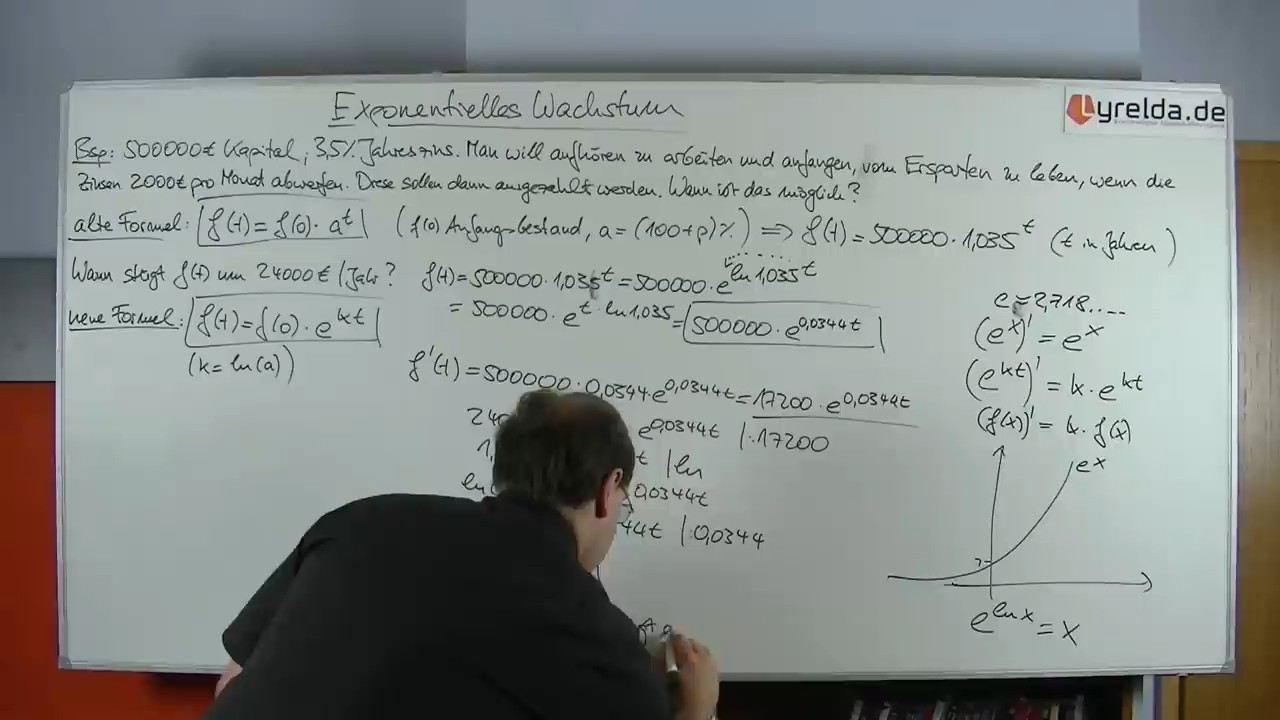 Exponentielles Wachstum
Lyrelda.de
Bsp: 500000€ Kapital, 3,5% Jahreszins. Man will aufhören zu arbeiten und anfangen, vom Ersparten zu leben, wenn die
Zinsen 2000€ pro Monat abwerfen. Diese sollen dann ausgezahlt werden. Wann ist das möglich?
alte Formel: f(t) = f(0) · a^t (f(0) Anfangsbestand, a = (100+p)%) ⇒ f(t) = 500000 · 1,035^t (t in Jahren)
Wann steigt f(t) um 24000€/Jahr? f(t) = 500000 · 1,035^t = 500000 · e^{ln 1,035^t}
= 500000 · e^{t · ln 1,035} = 500000 · e^{0,0344t}
neue Formel: f(t) = f(0) · e^{kt}
(k = ln(a))
f'(t) = 500000 · 0,0344 · e^{0,0344t} = 17200 · e^{0,0344t}
e^{0,0344t} | : 17200
t | ln
ln(
0,0344t
44t | : 0,0344
e ≈ 2,718....
(e^x)' = e^x
(e^{kt})' = k · e^{kt}
(f(x))' = k · f(x)
e^x
e^{ln x} = x